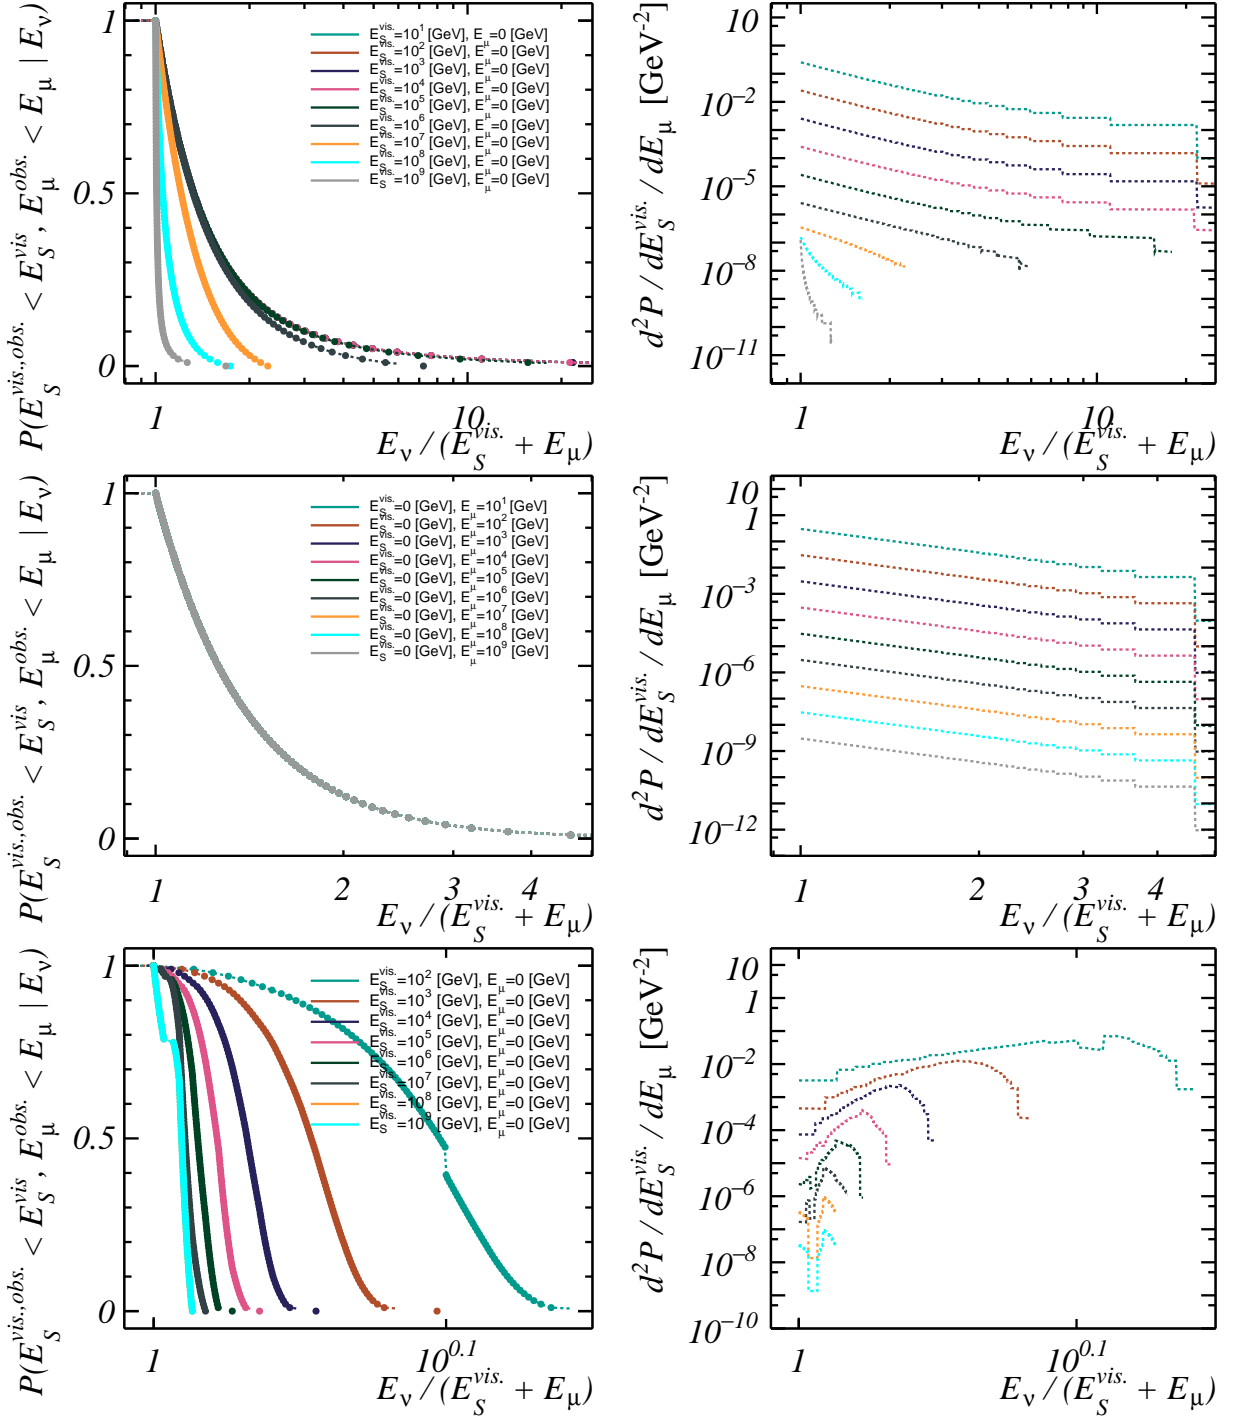 P(E_S^{vis.,obs.} < E_S^{vis}, E_μ^{obs.} < E_μ | E_ν)
1
0.5
0
E_S^{vis.}=10^1 [GeV], E_μ=0 [GeV]
E_S^{vis.}=10^2 [GeV], E_μ=0 [GeV]
E_S^{vis.}=10^3 [GeV], E_μ=0 [GeV]
E_S^{vis.}=10^4 [GeV], E_μ=0 [GeV]
E_S^{vis.}=10^5 [GeV], E_μ=0 [GeV]
E_S^{vis.}=10^6 [GeV], E_μ=0 [GeV]
E_S^{vis.}=10^7 [GeV], E_μ=0 [GeV]
E_S^{vis.}=10^8 [GeV], E_μ=0 [GeV]
E_S^{vis.}=10^9 [GeV], E_μ=0 [GeV]
1 10
E_ν / (E_S^{vis.} + E_μ)
d^2P / dE_S^{vis.} / dE_μ [GeV^{-2}]
10
10^{-2}
10^{-5}
10^{-8}
10^{-11}
1 10
E_ν / (E_S^{vis.} + E_μ)
P(E_S^{vis.,obs.} < E_S^{vis}, E_μ^{obs.} < E_μ | E_ν)
1
0.5
0
E_S^{vis.}=0 [GeV], E_μ=10^1 [GeV]
E_S^{vis.}=0 [GeV], E_μ=10^2 [GeV]
E_S^{vis.}=0 [GeV], E_μ=10^3 [GeV]
E_S^{vis.}=0 [GeV], E_μ=10^4 [GeV]
E_S^{vis.}=0 [GeV], E_μ=10^5 [GeV]
E_S^{vis.}=0 [GeV], E_μ=10^6 [GeV]
E_S^{vis.}=0 [GeV], E_μ=10^7 [GeV]
E_S^{vis.}=0 [GeV], E_μ=10^8 [GeV]
E_S^{vis.}=0 [GeV], E_μ=10^9 [GeV]
1 2 3 4
E_ν / (E_S^{vis.} + E_μ)
d^2P / dE_S^{vis.} / dE_μ [GeV^{-2}]
10
1
10^{-3}
10^{-6}
10^{-9}
10^{-12}
1 2 3 4
E_ν / (E_S^{vis.} + E_μ)
P(E_S^{vis.,obs.} < E_S^{vis}, E_μ^{obs.} < E_μ | E_ν)
1
0.5
0
E_S^{vis.}=10^2 [GeV], E_μ=0 [GeV]
E_S^{vis.}=10^3 [GeV], E_μ=0 [GeV]
E_S^{vis.}=10^4 [GeV], E_μ=0 [GeV]
E_S^{vis.}=10^5 [GeV], E_μ=0 [GeV]
E_S^{vis.}=10^6 [GeV], E_μ=0 [GeV]
E_S^{vis.}=10^7 [GeV], E_μ=0 [GeV]
E_S^{vis.}=10^8 [GeV], E_μ=0 [GeV]
E_S^{vis.}=10^9 [GeV], E_μ=0 [GeV]
1 10^{0.1}
E_ν / (E_S^{vis.} + E_μ)
d^2P / dE_S^{vis.} / dE_μ [GeV^{-2}]
10
1
10^{-2}
10^{-4}
10^{-6}
10^{-8}
10^{-10}
1 10^{0.1}
E_ν / (E_S^{vis.} + E_μ)